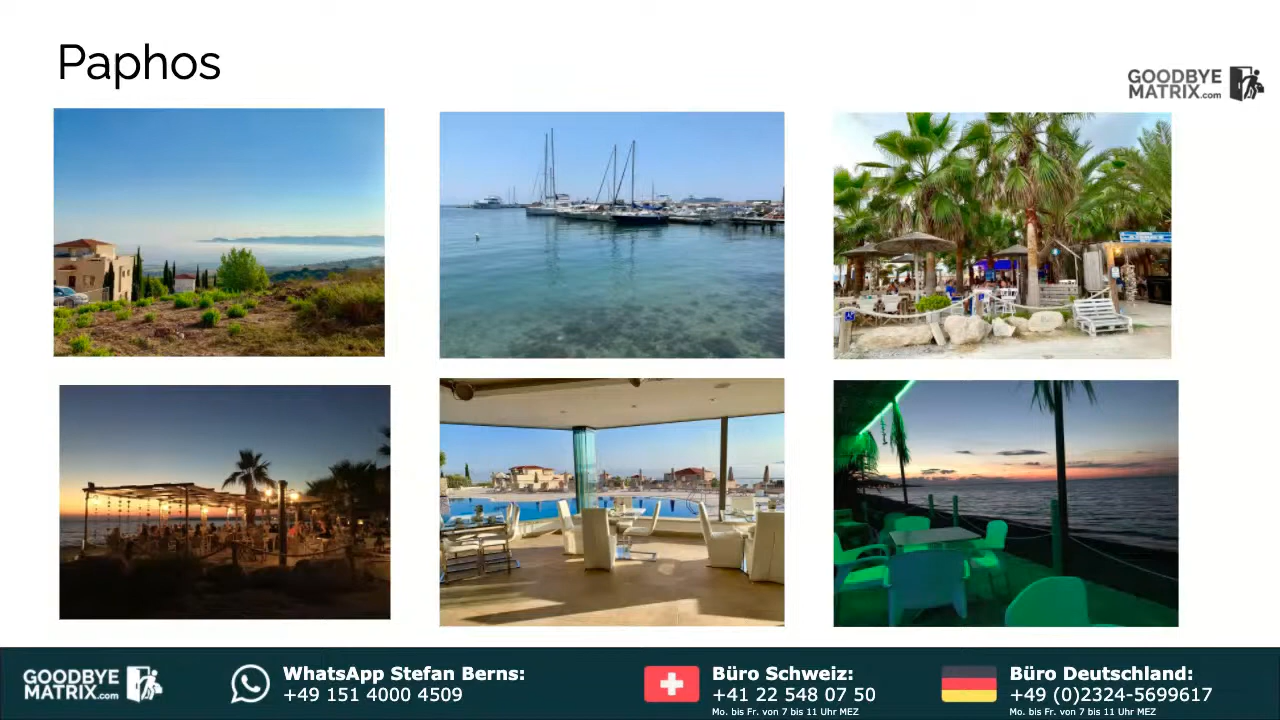 Paphos
GOODBYE
MATRIX.com
GOODBYE
MATRIX.com
WhatsApp Stefan Berns:
+49 151 4000 4509
Büro Schweiz:
+41 22 548 07 50
Mo. bis Fr. von 7 bis 11 Uhr MEZ
Büro Deutschland:
+49 (0)2324-5699617
Mo. bis Fr. von 7 bis 11 Uhr MEZ